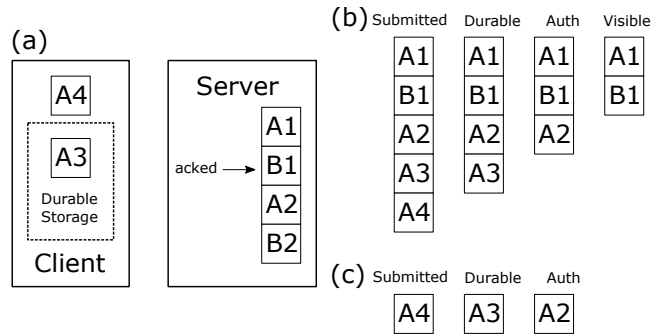 (a)
A4
A3
Durable
Storage
Client
Server
acked
A1
B1
A2
B2
(b)
Submitted Durable Auth Visible
A1 A1 A1 A1
B1 B1 B1 B1
A2 A2 A2
A3 A3
A4
(c)
Submitted Durable Auth
A4 A3 A2